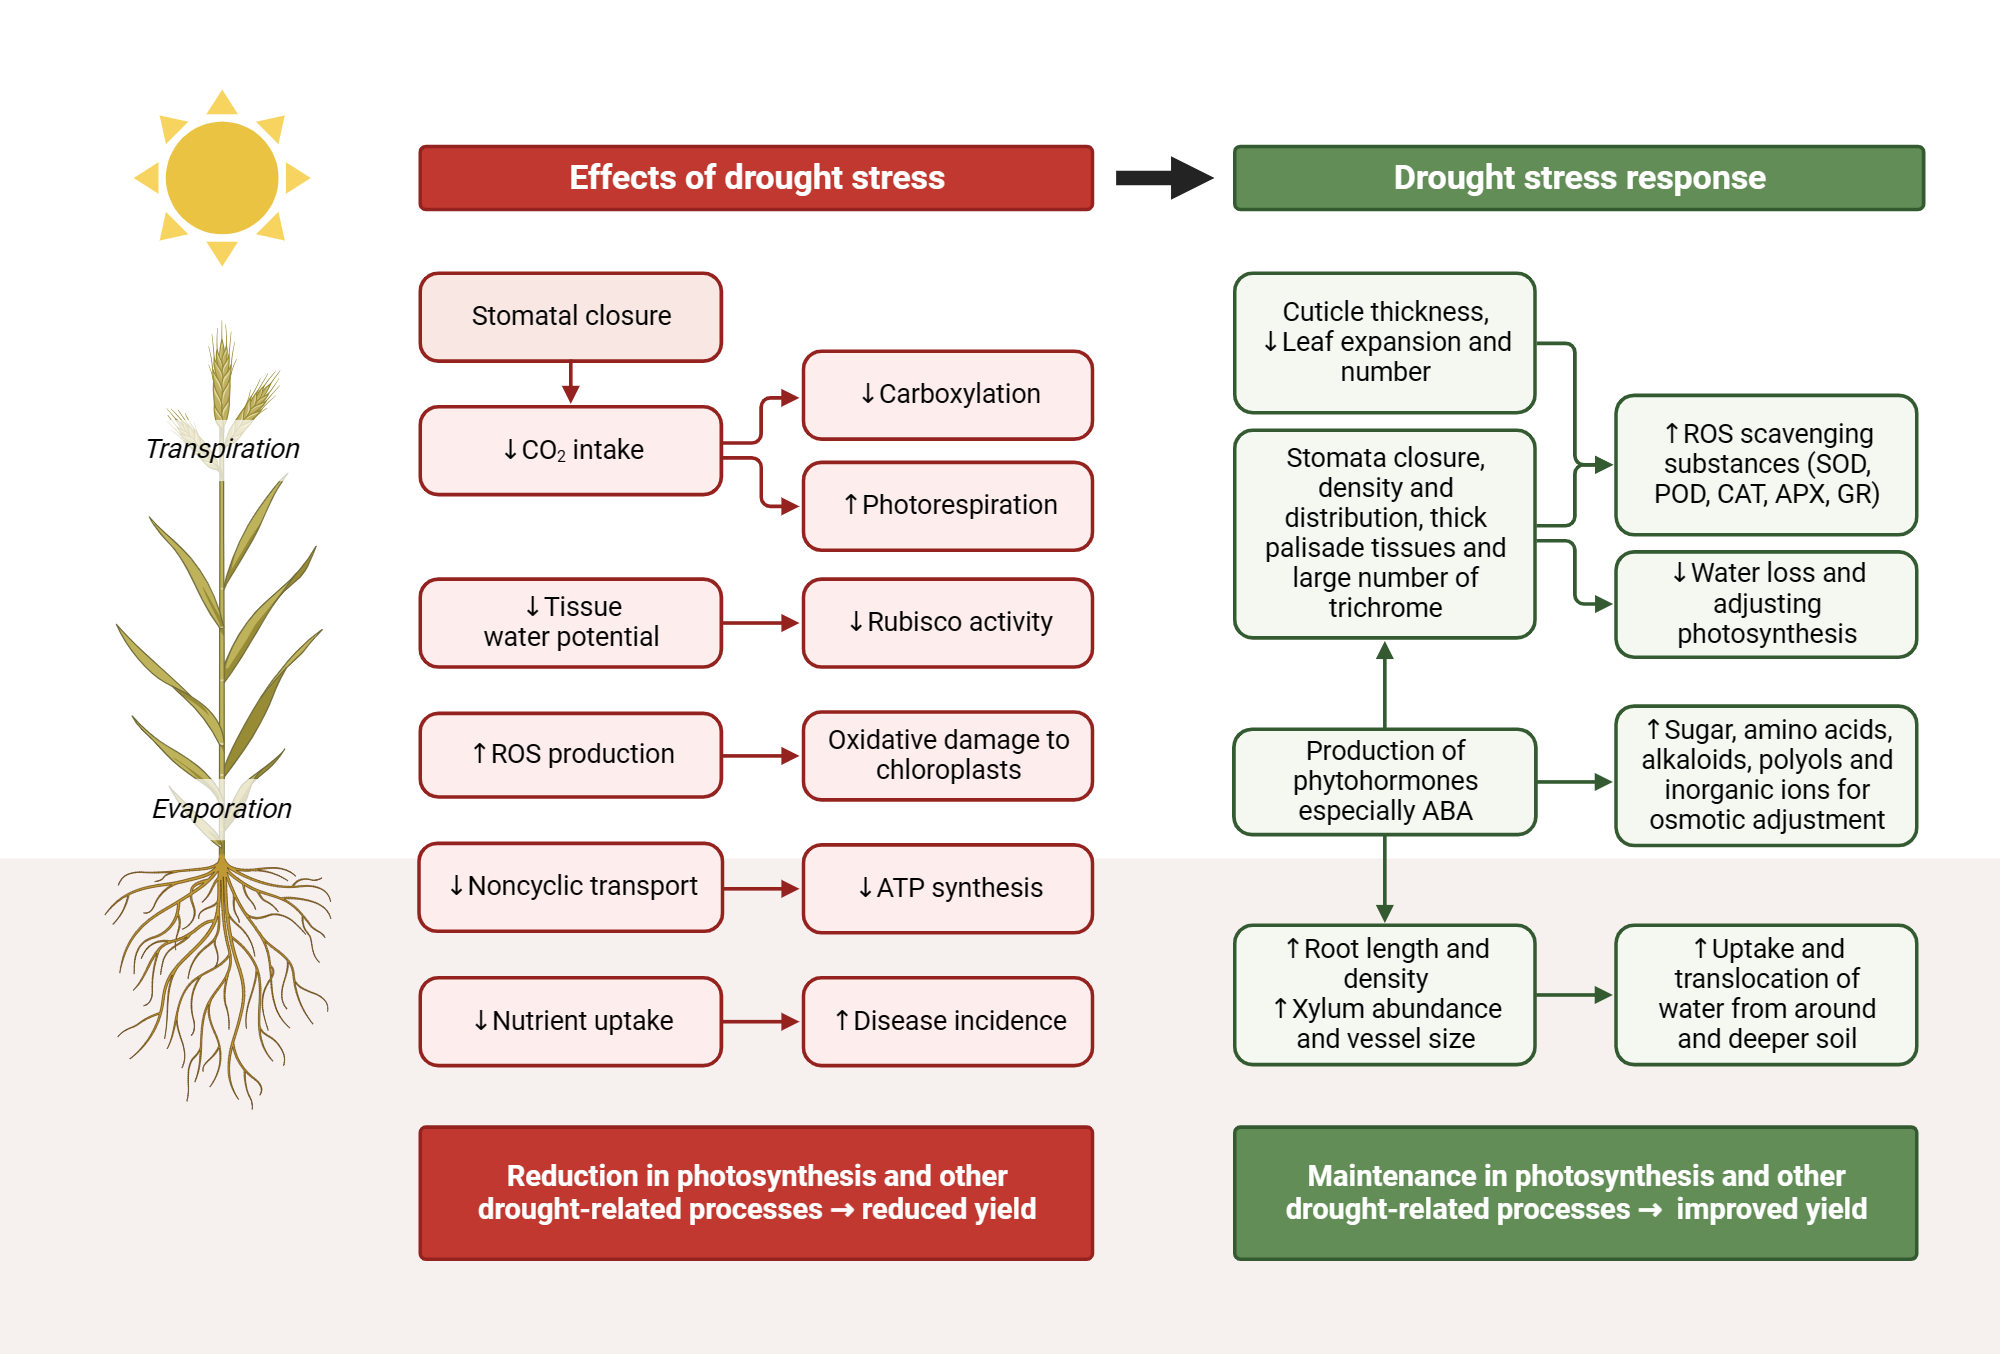 Effects of drought stress
Drought stress response
Transpiration
Evaporation
Stomatal closure
↓CO₂ intake
↓Carboxylation
↑Photorespiration
↓Tissue
water potential
↓Rubisco activity
↑ROS production
Oxidative damage to
chloroplasts
↓Noncyclic transport
↓ATP synthesis
↓Nutrient uptake
↑Disease incidence
Reduction in photosynthesis and other
drought-related processes → reduced yield
Cuticle thickness,
↓Leaf expansion and
number
Stomata closure,
density and
distribution, thick
palisade tissues and
large number of
trichrome
↑ROS scavenging
substances (SOD,
POD, CAT, APX, GR)
↓Water loss and
adjusting
photosynthesis
Production of
phytohormones
especially ABA
↑Sugar, amino acids,
alkaloids, polyols and
inorganic ions for
osmotic adjustment
↑Root length and
density
↑Xylum abundance
and vessel size
↑Uptake and
translocation of
water from around
and deeper soil
Maintenance in photosynthesis and other
drought-related processes → improved yield